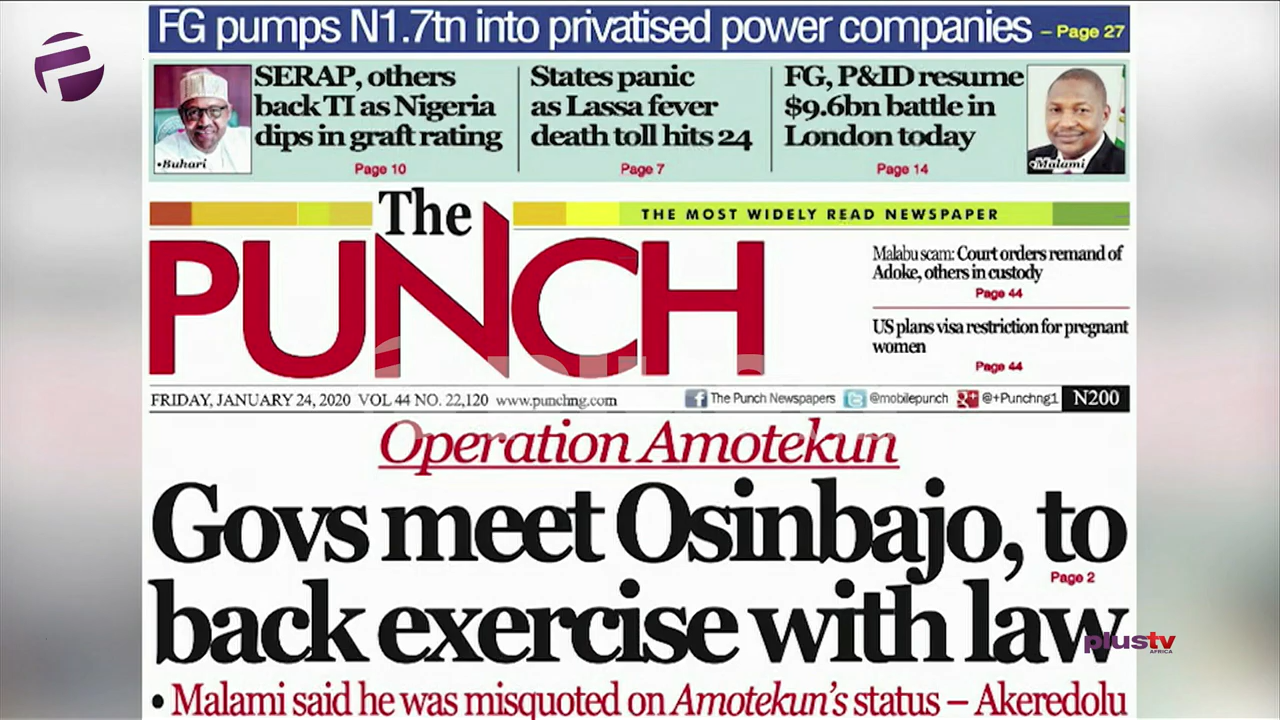 FG pumps N1.7tn into privatised power companies – Page 27
SERAP, others
back TI as Nigeria
dips in graft rating
Page 10
•Buhari
States panic
as Lassa fever
death toll hits 24
Page 7
FG, P&ID resume
$9.6bn battle in
London today
Page 14
•Malami
The
PUNCH
THE MOST WIDELY READ NEWSPAPER
Malabu scam: Court orders remand of
Adoke, others in custody
Page 44
US plans visa restriction for pregnant
women
Page 44
FRIDAY, JANUARY 24, 2020 VOL 44 NO. 22,120 www.punchng.com The Punch Newspapers @mobilepunch @+Punchng1 N200
Operation Amotekun
Govs meet Osinbajo, to
back exercise with law
Page 2
• Malami said he was misquoted on Amotekun's status – Akeredolu
plustv
AFRICA